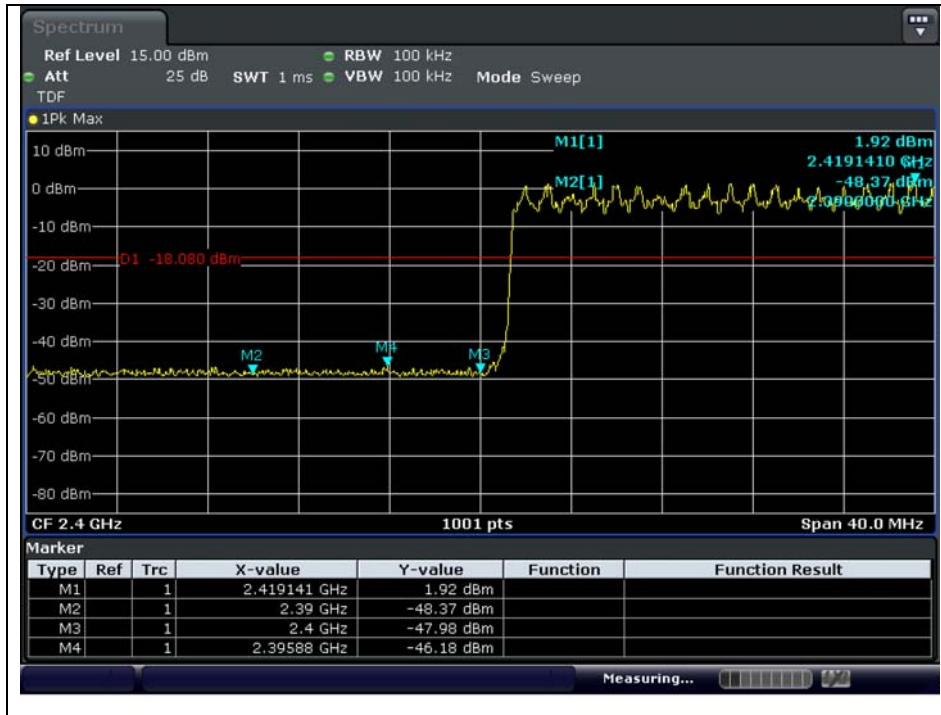 Spectrum
Ref Level 15.00 dBm RBW 100 kHz
Att 25 dB SWT 1 ms VBW 100 kHz Mode Sweep
TDF
1Pk Max
M1[1] 1.92 dBm
2.4191410 GHz
M2[1] -48.37 dBm
2.3900000 GHz
10 dBm
0 dBm
-10 dBm
D1 -18.080 dBm
-20 dBm
-30 dBm
-40 dBm
M2 M4 M3
-50 dBm
-60 dBm
-70 dBm
-80 dBm
CF 2.4 GHz 1001 pts Span 40.0 MHz
Marker
Type Ref Trc X-value Y-value Function Function Result
M1 1 2.419141 GHz 1.92 dBm
M2 1 2.39 GHz -48.37 dBm
M3 1 2.4 GHz -47.98 dBm
M4 1 2.39588 GHz -46.18 dBm
Measuring...